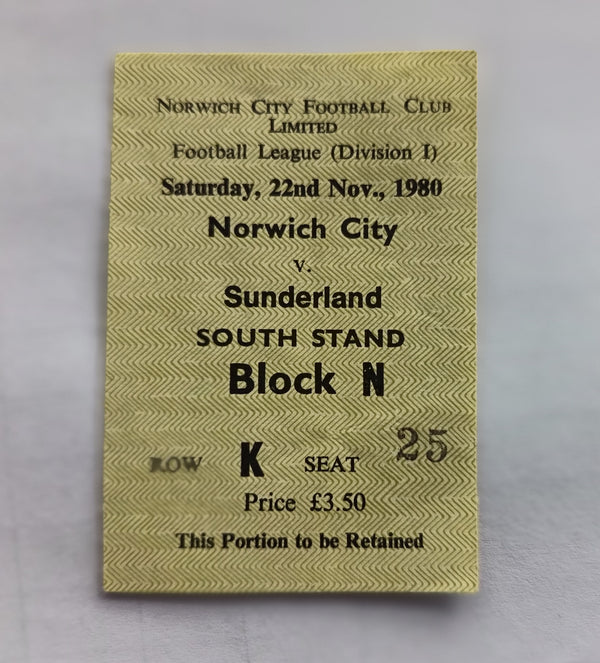 NORWICH CITY FOOTBALL CLUB
LIMITED
Football League (Division I)
Saturday, 22nd Nov., 1980
Norwich City
v.
Sunderland
SOUTH STAND
Block N
ROW K SEAT 25
Price £3.50
This Portion to be Retained